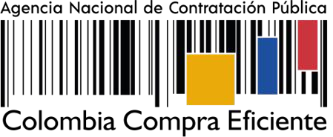 Agencia Nacional de Contratación Pública
Colombia Compra Eficiente